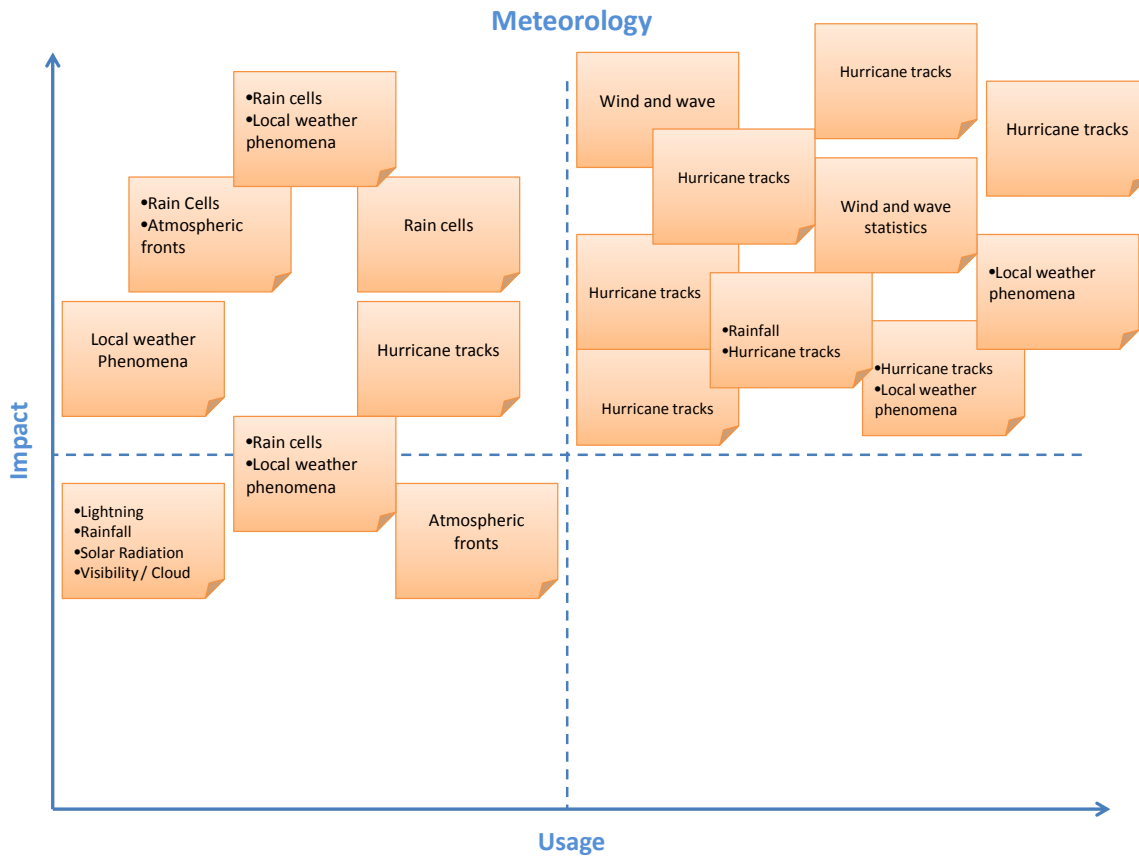 Meteorology
Impact
•Rain cells
•Local weather
phenomena
•Rain Cells
•Atmospheric
fronts
Rain cells
Local weather
Phenomena
Hurricane tracks
•Rain cells
•Local weather
phenomena
•Lightning
•Rainfall
•Solar Radiation
•Visibility / Cloud
Atmospheric
fronts
Wind and wave
Hurricane tracks
Hurricane tracks
Hurricane tracks
Wind and wave
statistics
Hurricane tracks
•Local weather
phenomena
•Rainfall
•Hurricane tracks
Hurricane tracks
•Hurricane tracks
•Local weather
phenomena
Usage